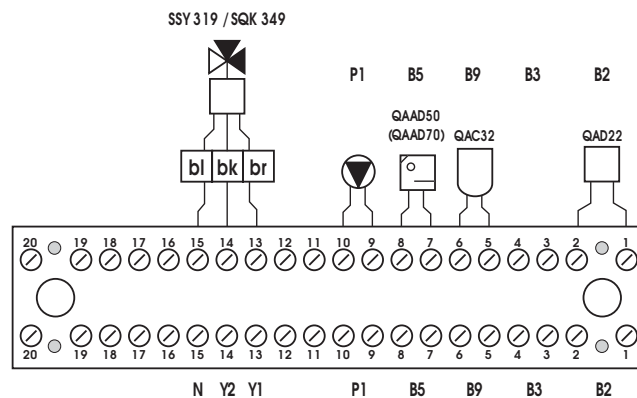 SSY 319 / SQK 349
P1 B5 B9 B3 B2
QAAD50
(QAAD70) QAC32 QAD22
bl bk br
20 19 18 17 16 15 14 13 12 11 10 9 8 7 6 5 4 3 2 1
20 19 18 17 16 15 14 13 12 11 10 9 8 7 6 5 4 3 2 1
N Y2 Y1 P1 B5 B9 B3 B2